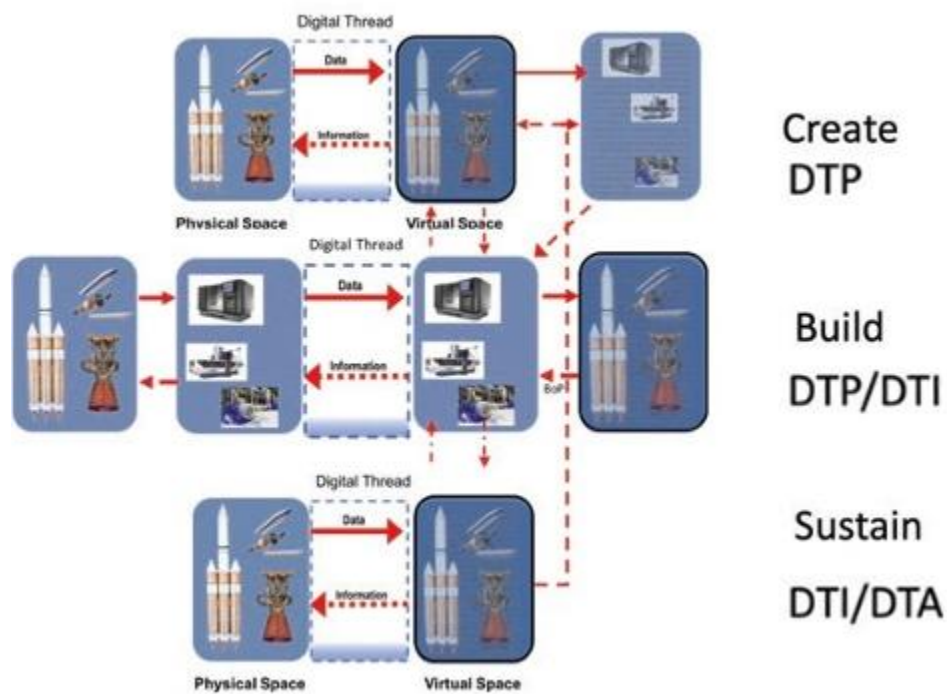 Digital Thread
Data
Information
Physical Space
Virtual Space
Create
DTP
Digital Thread
Data
Information
BoP
Build
DTP/DTI
Digital Thread
Data
Information
Physical Space
Virtual Space
Sustain
DTI/DTA